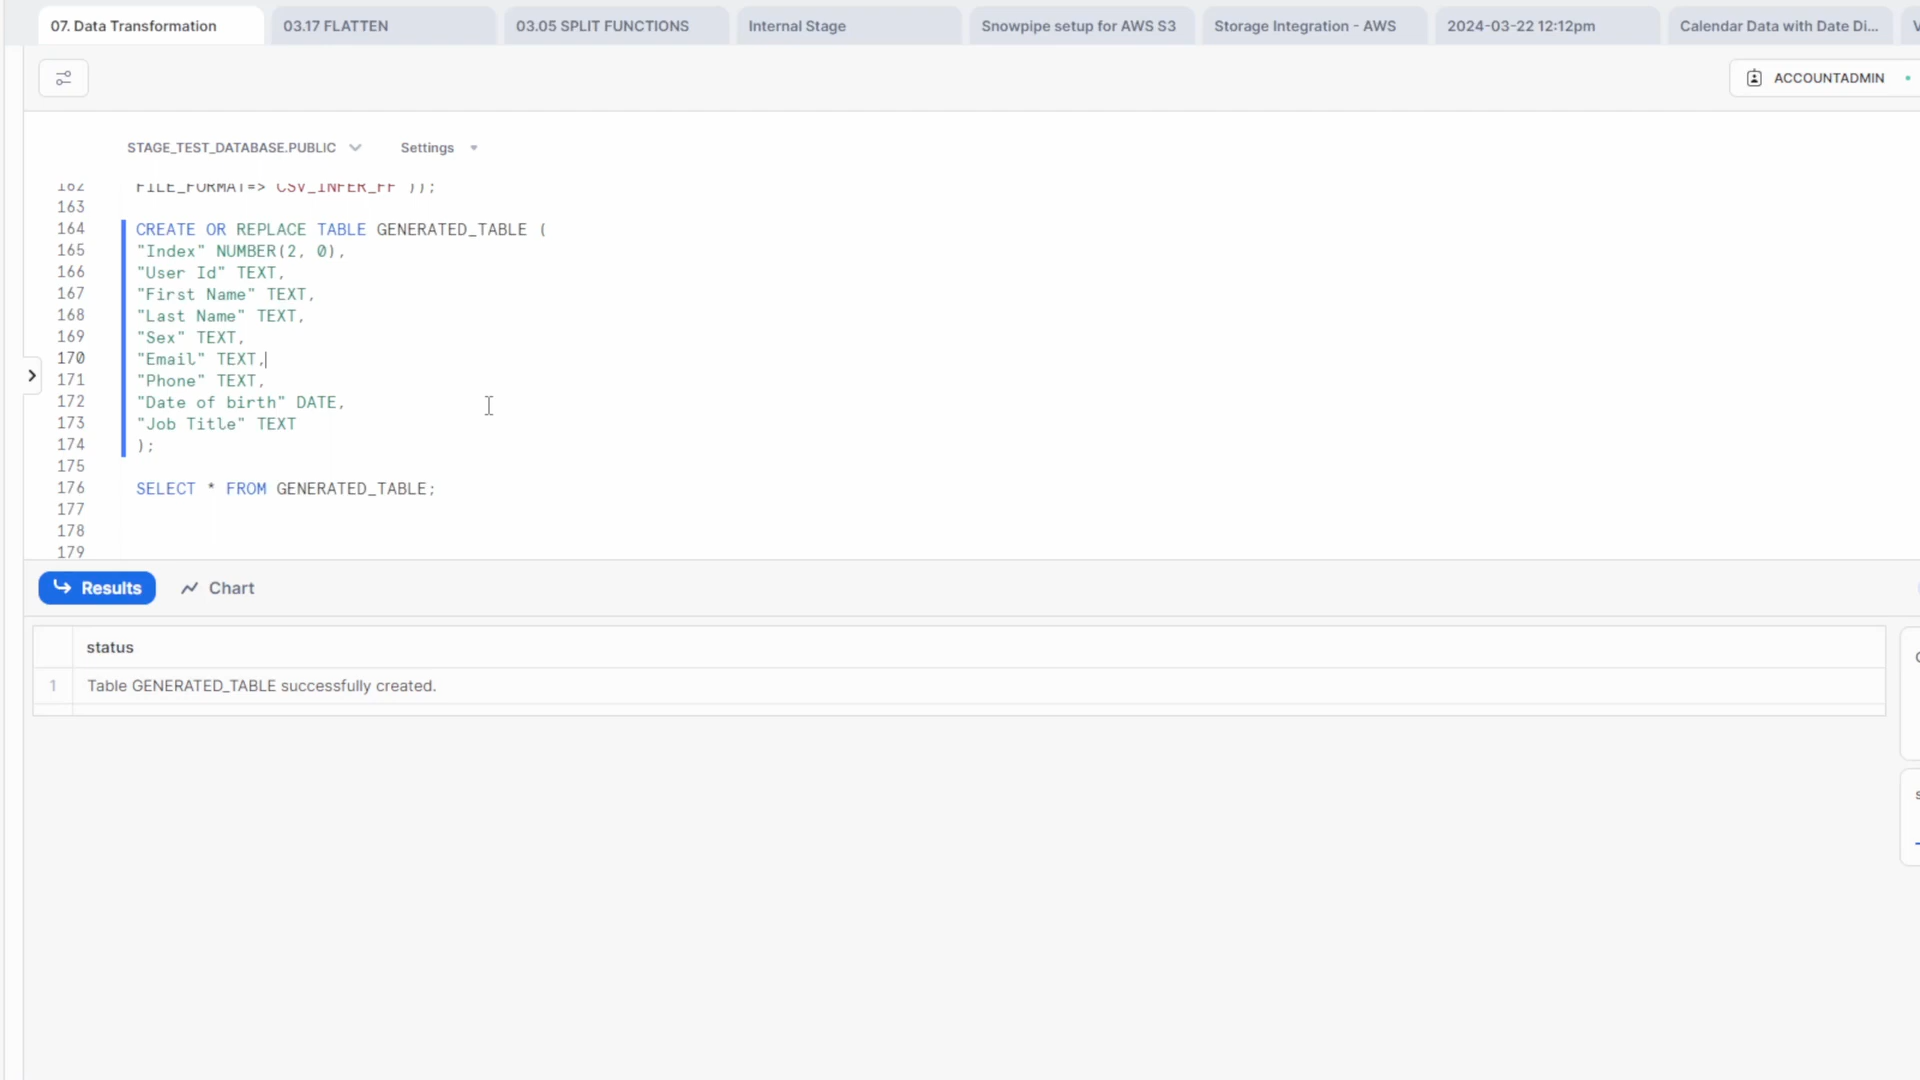 07. Data Transformation
03.17 FLATTEN
03.05 SPLIT FUNCTIONS
Internal Stage
Snowpipe setup for AWS S3
Storage Integration - AWS
2024-03-22 12:12pm
Calendar Data with Date Di...
ACCOUNTADMIN
STAGE_TEST_DATABASE.PUBLIC
Settings
162 FILE_FORMAT=> 'CSV_INFER_FF'));
163
164 CREATE OR REPLACE TABLE GENERATED_TABLE (
165 "Index" NUMBER(2, 0),
166 "User Id" TEXT,
167 "First Name" TEXT,
168 "Last Name" TEXT,
169 "Sex" TEXT,
170 "Email" TEXT,
171 "Phone" TEXT,
172 "Date of birth" DATE,
173 "Job Title" TEXT
174 );
175
176 SELECT * FROM GENERATED_TABLE;
177
178
179
Results
Chart
status
1 Table GENERATED_TABLE successfully created.